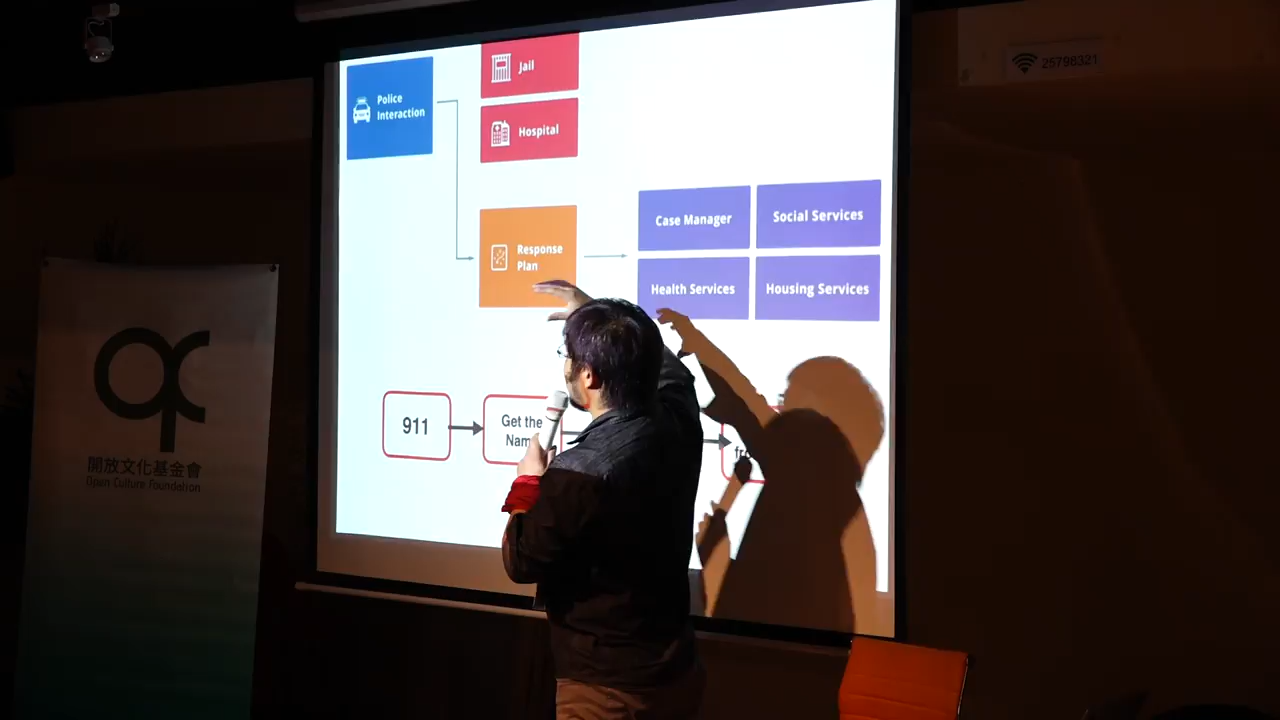 25798321
Jail
Police
Interaction
Hospital
Case Manager
Social Services
Response
Plan
Health Services
Housing Services
911
Get the
開放文化基金會
Open Culture Foundation